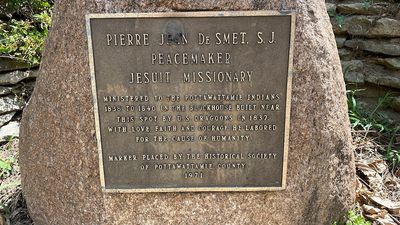 PIERRE JEAN DE SMET, S.J.
PEACEMAKER
JESUIT MISSIONARY
MINISTERED TO THE POTTAWATTAMIE INDIANS
1838 TO 1840 IN THE BLOCKHOUSE BUILT NEAR
THIS SPOT BY U.S. DRAGOONS IN 1837.
WITH LOVE, FAITH AND COURAGE HE LABORED
FOR THE CAUSE OF HUMANITY.
MARKER PLACED BY THE HISTORICAL SOCIETY
OF POTTAWATTAMIE COUNTY
1971